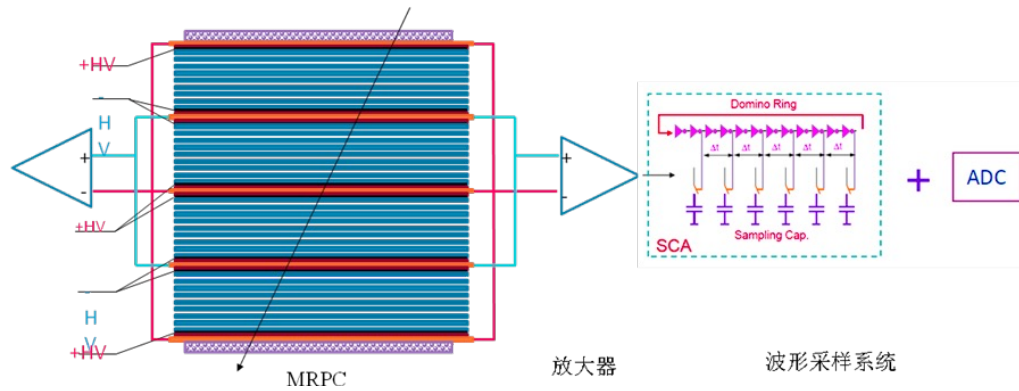 +HV
-
H
V
+
-
+HV
-
H
V
+HV
MRPC
+
-
放大器
Domino Ring
Δt
Δt
Δt
Δt
Δt
Sampling Cap.
SCA
+
ADC
波形采样系统